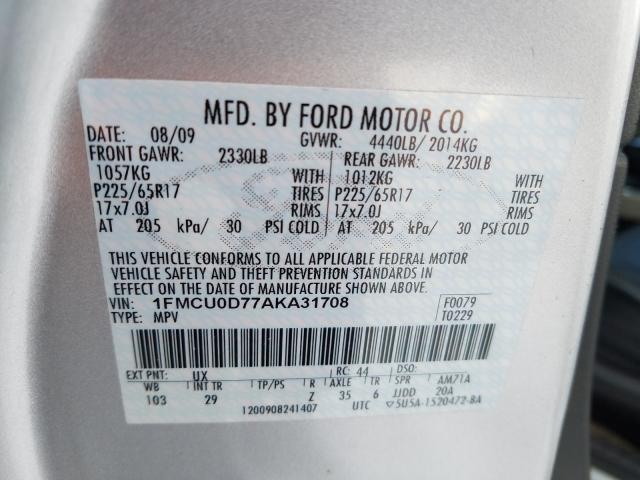 MFD. BY FORD MOTOR CO.
DATE: 08/09 GVWR: 4440LB/ 2014KG
FRONT GAWR: 2330LB REAR GAWR: 2230LB
1057KG WITH 1012KG WITH
P225/65R17 TIRES P225/65R17 TIRES
17x7.0J RIMS 17x7.0J RIMS
AT 205 kPa/ 30 PSI COLD AT 205 kPa/ 30 PSI COLD
THIS VEHICLE CONFORMS TO ALL APPLICABLE FEDERAL MOTOR
VEHICLE SAFETY AND THEFT PREVENTION STANDARDS IN
EFFECT ON THE DATE OF MANUFACTURE SHOWN ABOVE.
VIN: 1FMCU0D77AKA31708 F0079
TYPE: MPV T0229
EXT PNT: UX RC: 44 DSO:
WB INT TR TP/PS R AXLE TR SPR AM71A
103 29 Z 35 6 JJDD 20A
1200908241407 UTC ▽5U5A-1520472-BA